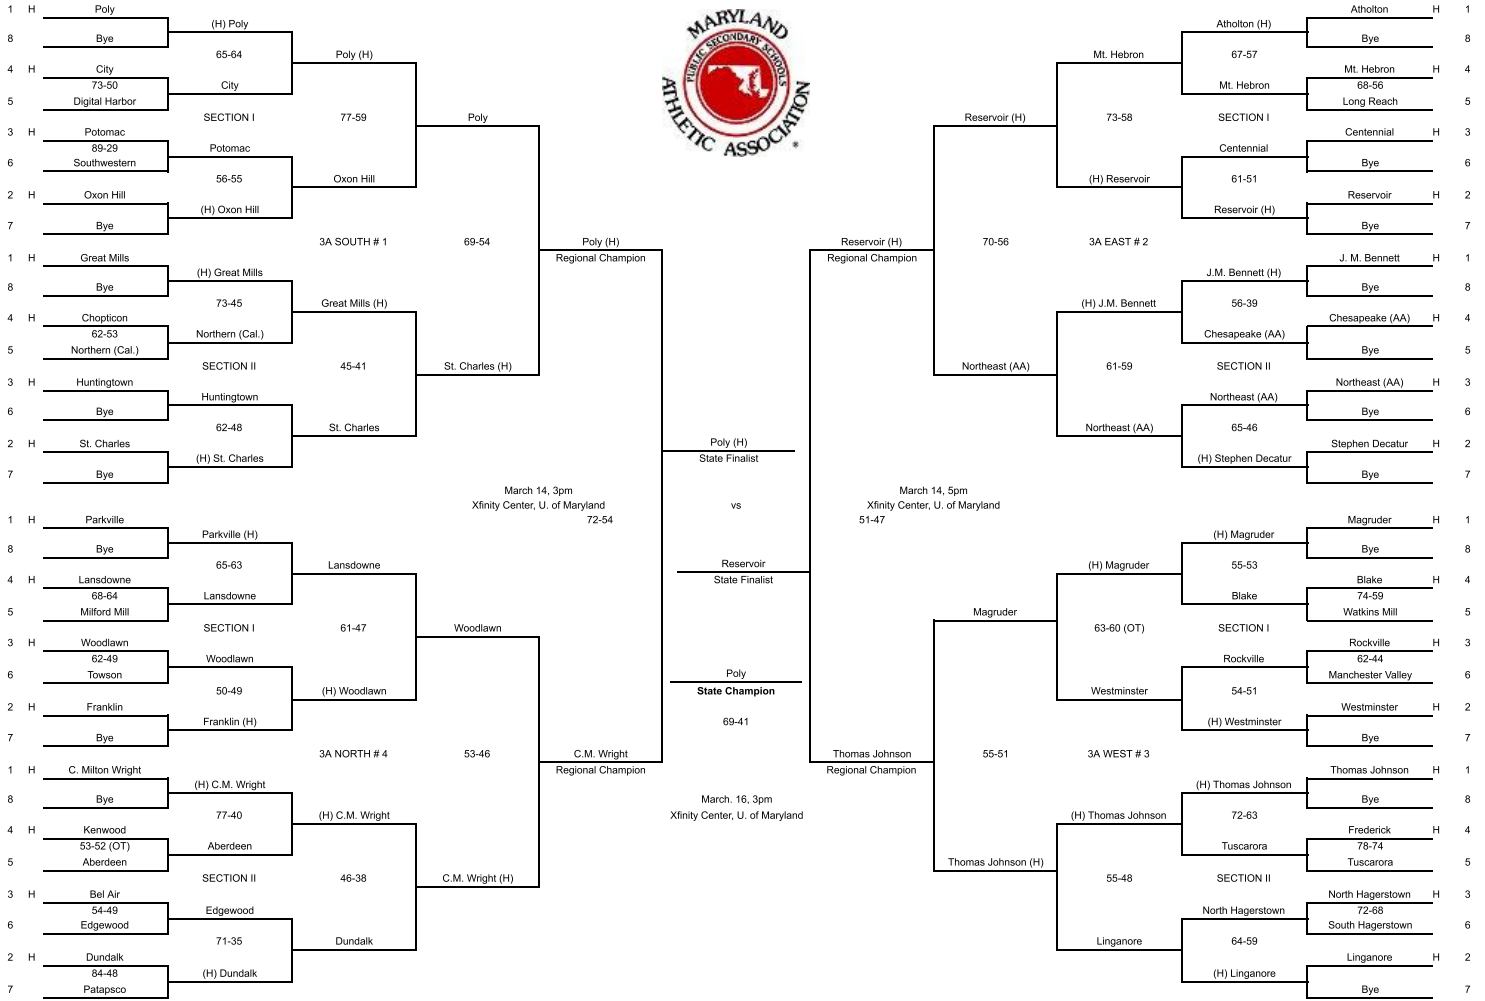 MARYLAND
PUBLIC SECONDARY SCHOOLS
ATHLETIC ASSOCIATION
®
1 H Poly
(H) Poly
8 Bye
65-64
Poly (H)
4 H City
73-50
City
5 Digital Harbor
SECTION I
77-59
Poly
3 H Potomac
89-29
Potomac
6 Southwestern
56-55
Oxon Hill
2 H Oxon Hill
(H) Oxon Hill
7 Bye
3A SOUTH # 1
69-54
Poly (H)
Regional Champion
1 H Great Mills
(H) Great Mills
8 Bye
73-45
Great Mills (H)
4 H Chopticon
62-53
Northern (Cal.)
5 Northern (Cal.)
SECTION II
45-41
St. Charles (H)
3 H Huntingtown
Huntingtown
6 Bye
62-48
St. Charles
2 H St. Charles
(H) St. Charles
7 Bye
March 14, 3pm
Xfinity Center, U. of Maryland
72-54
1 H Parkville
Parkville (H)
8 Bye
65-63
Lansdowne
4 H Lansdowne
68-64
Lansdowne
5 Milford Mill
SECTION I
61-47
Woodlawn
3 H Woodlawn
62-49
Woodlawn
6 Towson
50-49
(H) Woodlawn
2 H Franklin
Franklin (H)
7 Bye
3A NORTH # 4
53-46
C.M. Wright
Regional Champion
1 H C. Milton Wright
(H) C.M. Wright
8 Bye
77-40
(H) C.M. Wright
4 H Kenwood
53-52 (OT)
Aberdeen
5 Aberdeen
SECTION II
46-38
C.M. Wright (H)
3 H Bel Air
54-49
Edgewood
6 Edgewood
71-35
Dundalk
2 H Dundalk
84-48
(H) Dundalk
7 Patapsco
Poly (H)
State Finalist
vs
Reservoir
State Finalist
Poly
State Champion
69-41
March. 16, 3pm
Xfinity Center, U. of Maryland
Atholton H 1
Atholton (H)
Bye 8
67-57
Mt. Hebron
Mt. Hebron H 4
68-56
Mt. Hebron
Long Reach 5
SECTION I
73-58
Reservoir (H)
Centennial H 3
Centennial
Bye 6
61-51
(H) Reservoir
Reservoir H 2
Reservoir (H)
Bye 7
3A EAST # 2
70-56
Reservoir (H)
Regional Champion
J. M. Bennett H 1
J.M. Bennett (H)
Bye 8
56-39
(H) J.M. Bennett
Chesapeake (AA) H 4
Chesapeake (AA)
Bye 5
SECTION II
61-59
Northeast (AA)
Northeast (AA) H 3
Northeast (AA)
Bye 6
65-46
Northeast (AA)
Stephen Decatur H 2
(H) Stephen Decatur
Bye 7
March 14, 5pm
Xfinity Center, U. of Maryland
51-47
Magruder H 1
(H) Magruder
Bye 8
55-53
(H) Magruder
Blake H 4
74-59
Blake
Watkins Mill 5
SECTION I
63-60 (OT)
Magruder
Rockville H 3
62-44
Rockville
Manchester Valley 6
54-51
Westminster
Westminster H 2
(H) Westminster
Bye 7
3A WEST # 3
55-51
Thomas Johnson
Regional Champion
Thomas Johnson H 1
(H) Thomas Johnson
Bye 8
72-63
(H) Thomas Johnson
Frederick H 4
78-74
Tuscarora
Tuscarora 5
SECTION II
55-48
Thomas Johnson (H)
North Hagerstown H 3
72-68
North Hagerstown
South Hagerstown 6
64-59
Linganore
Linganore H 2
(H) Linganore
Bye 7